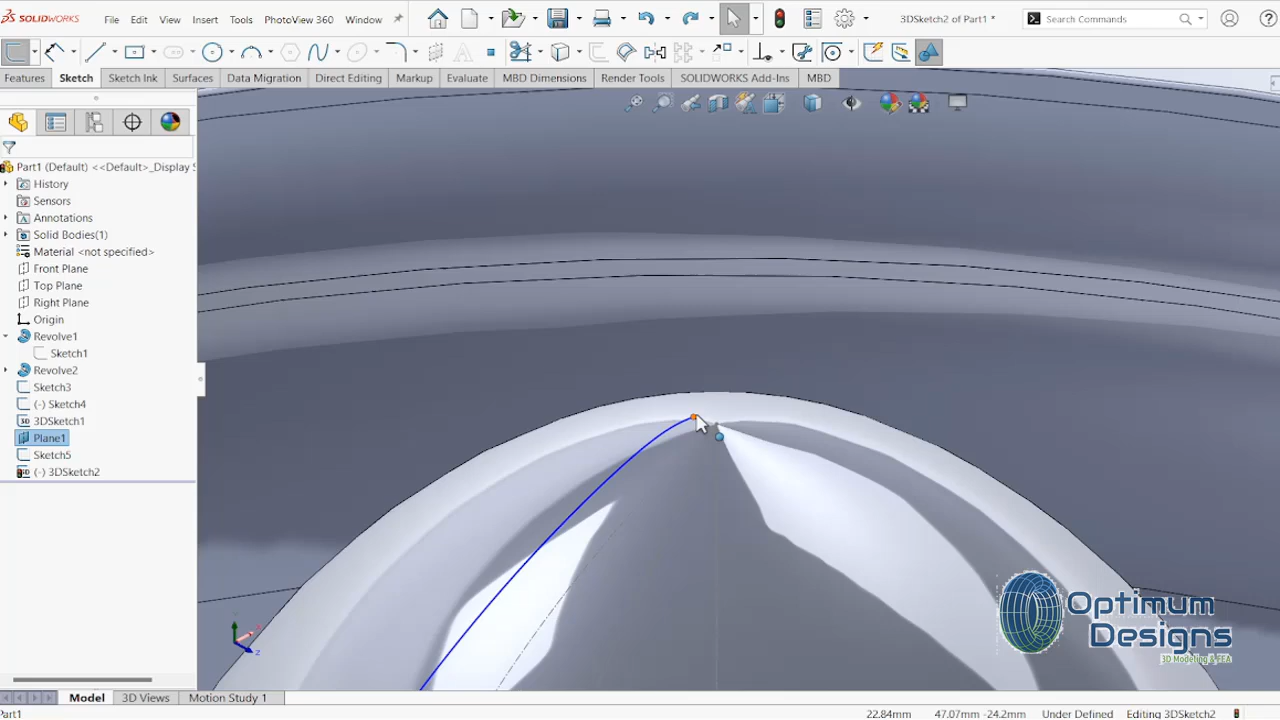 SOLIDWORKS
File
Edit
View
Insert
Tools
PhotoView 360
Window
3DSketch2 of Part1 *
Search Commands
Features
Sketch
Sketch Ink
Surfaces
Data Migration
Direct Editing
Markup
Evaluate
MBD Dimensions
Render Tools
SOLIDWORKS Add-Ins
MBD
Part1 (Default) <<Default>_Display S
History
Sensors
Annotations
Solid Bodies(1)
Material <not specified>
Front Plane
Top Plane
Right Plane
Origin
Revolve1
Sketch1
Revolve2
Sketch3
(-) Sketch4
3D 3DSketch1
Plane1
Sketch5
(-) 3DSketch2
Optimum
Designs
3D Modeling & FEA
Model
3D Views
Motion Study 1
Part1
22.84mm
47.07mm -24.2mm
Under Defined
Editing 3DSketch2